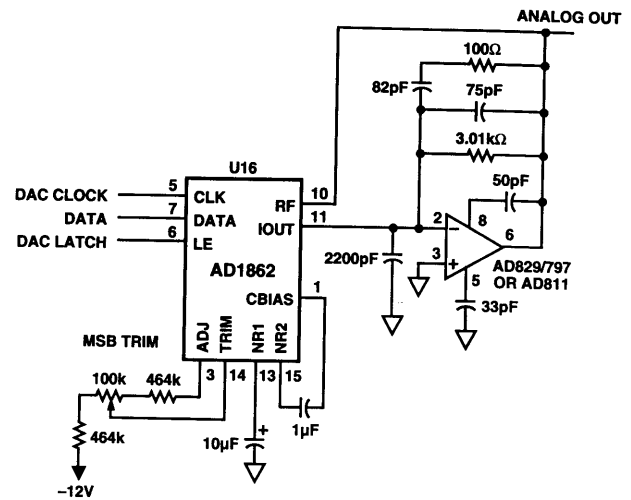 ANALOG OUT
100Ω
82pF
75pF
3.01kΩ
U16
50pF
DAC CLOCK 5 CLK
RF 10
DATA 7 DATA
IOUT 11
2 − 8
6
DAC LATCH 6 LE
2200pF
3 +
AD829/797
OR AD811
AD1862
5
CBIAS 1
33pF
MSB TRIM
ADJ TRIM NR1 NR2
3 14 13 15
100k 464k
1µF
464k
10µF +
−12V